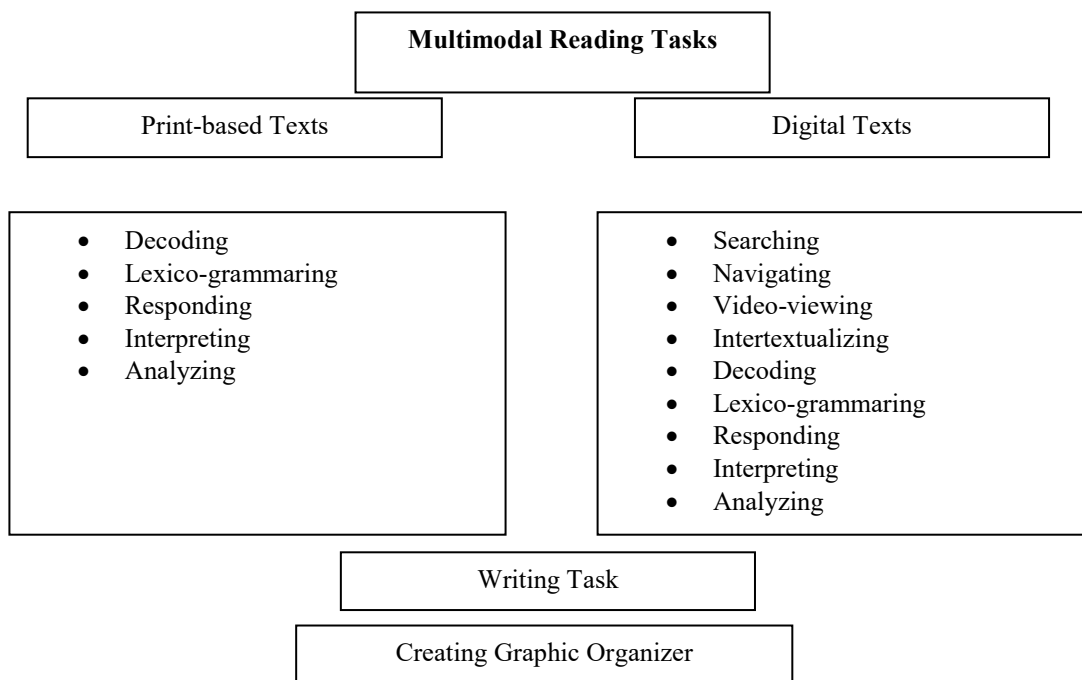 Multimodal Reading Tasks
Print-based Texts
Digital Texts
• Decoding
• Lexico-grammaring
• Responding
• Interpreting
• Analyzing
• Searching
• Navigating
• Video-viewing
• Intertextualizing
• Decoding
• Lexico-grammaring
• Responding
• Interpreting
• Analyzing
Writing Task
Creating Graphic Organizer